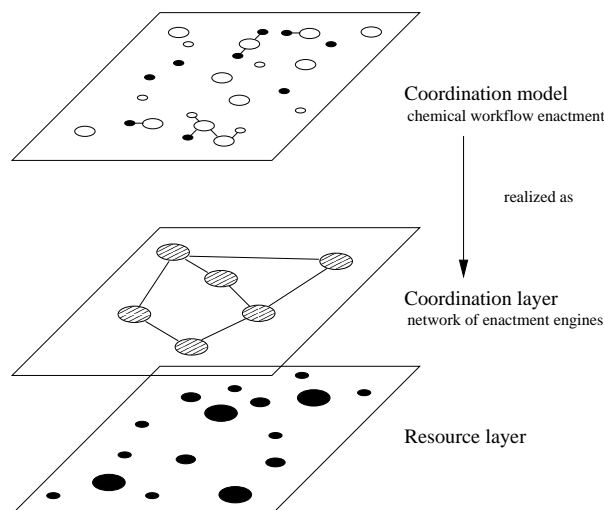 Coordination model
chemical workflow enactment
realized as
Coordination layer
network of enactment engines
Resource layer